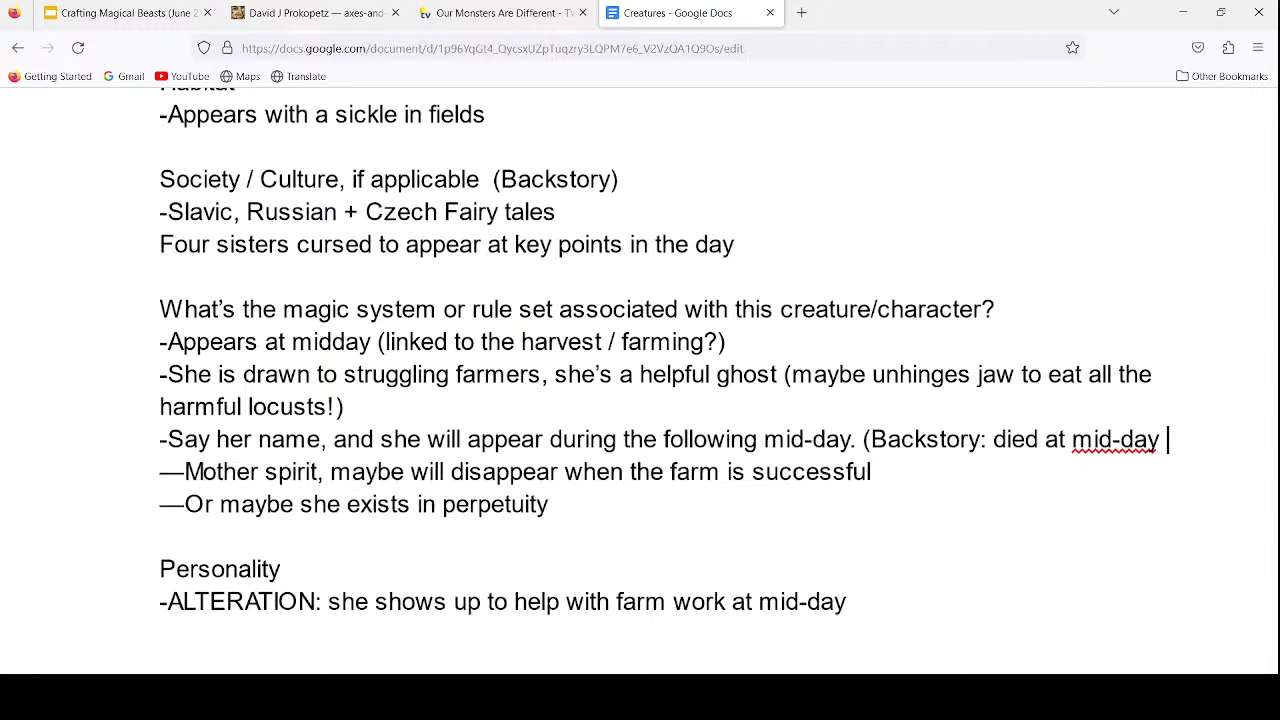 Crafting Magical Beasts (June 2
David J Prokopetz — axes-and-
Our Monsters Are Different - TV
Creatures - Google Docs
https://docs.google.com/document/d/
/edit
Getting Started
Gmail
YouTube
Maps
Translate
Other Bookmarks
Habitat
-Appears with a sickle in fields
Society / Culture, if applicable (Backstory)
-Slavic, Russian + Czech Fairy tales
Four sisters cursed to appear at key points in the day
What’s the magic system or rule set associated with this creature/character?
-Appears at midday (linked to the harvest / farming?)
-She is drawn to struggling farmers, she’s a helpful ghost (maybe unhinges jaw to eat all the
harmful locusts!)
-Say her name, and she will appear during the following mid-day. (Backstory: died at mid-day
—Mother spirit, maybe will disappear when the farm is successful
—Or maybe she exists in perpetuity
Personality
-ALTERATION: she shows up to help with farm work at mid-day